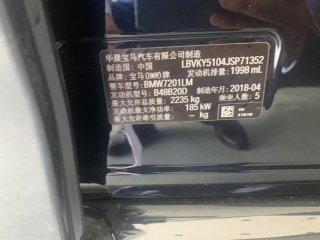 华晨宝马汽车有限公司制造
制造国: 中国 LBVKY5104JSP71352
品牌: 宝马(BMW)牌 发动机排量: 1998 mL
整车型号: BMW7201LM
发动机型号: B48B20D 制造年月: 2018-04
最大允许总质量: 2235 kg 乘坐人数: 5
发动机最大净功率: 185 kW
最大允许牵引质量: — kg